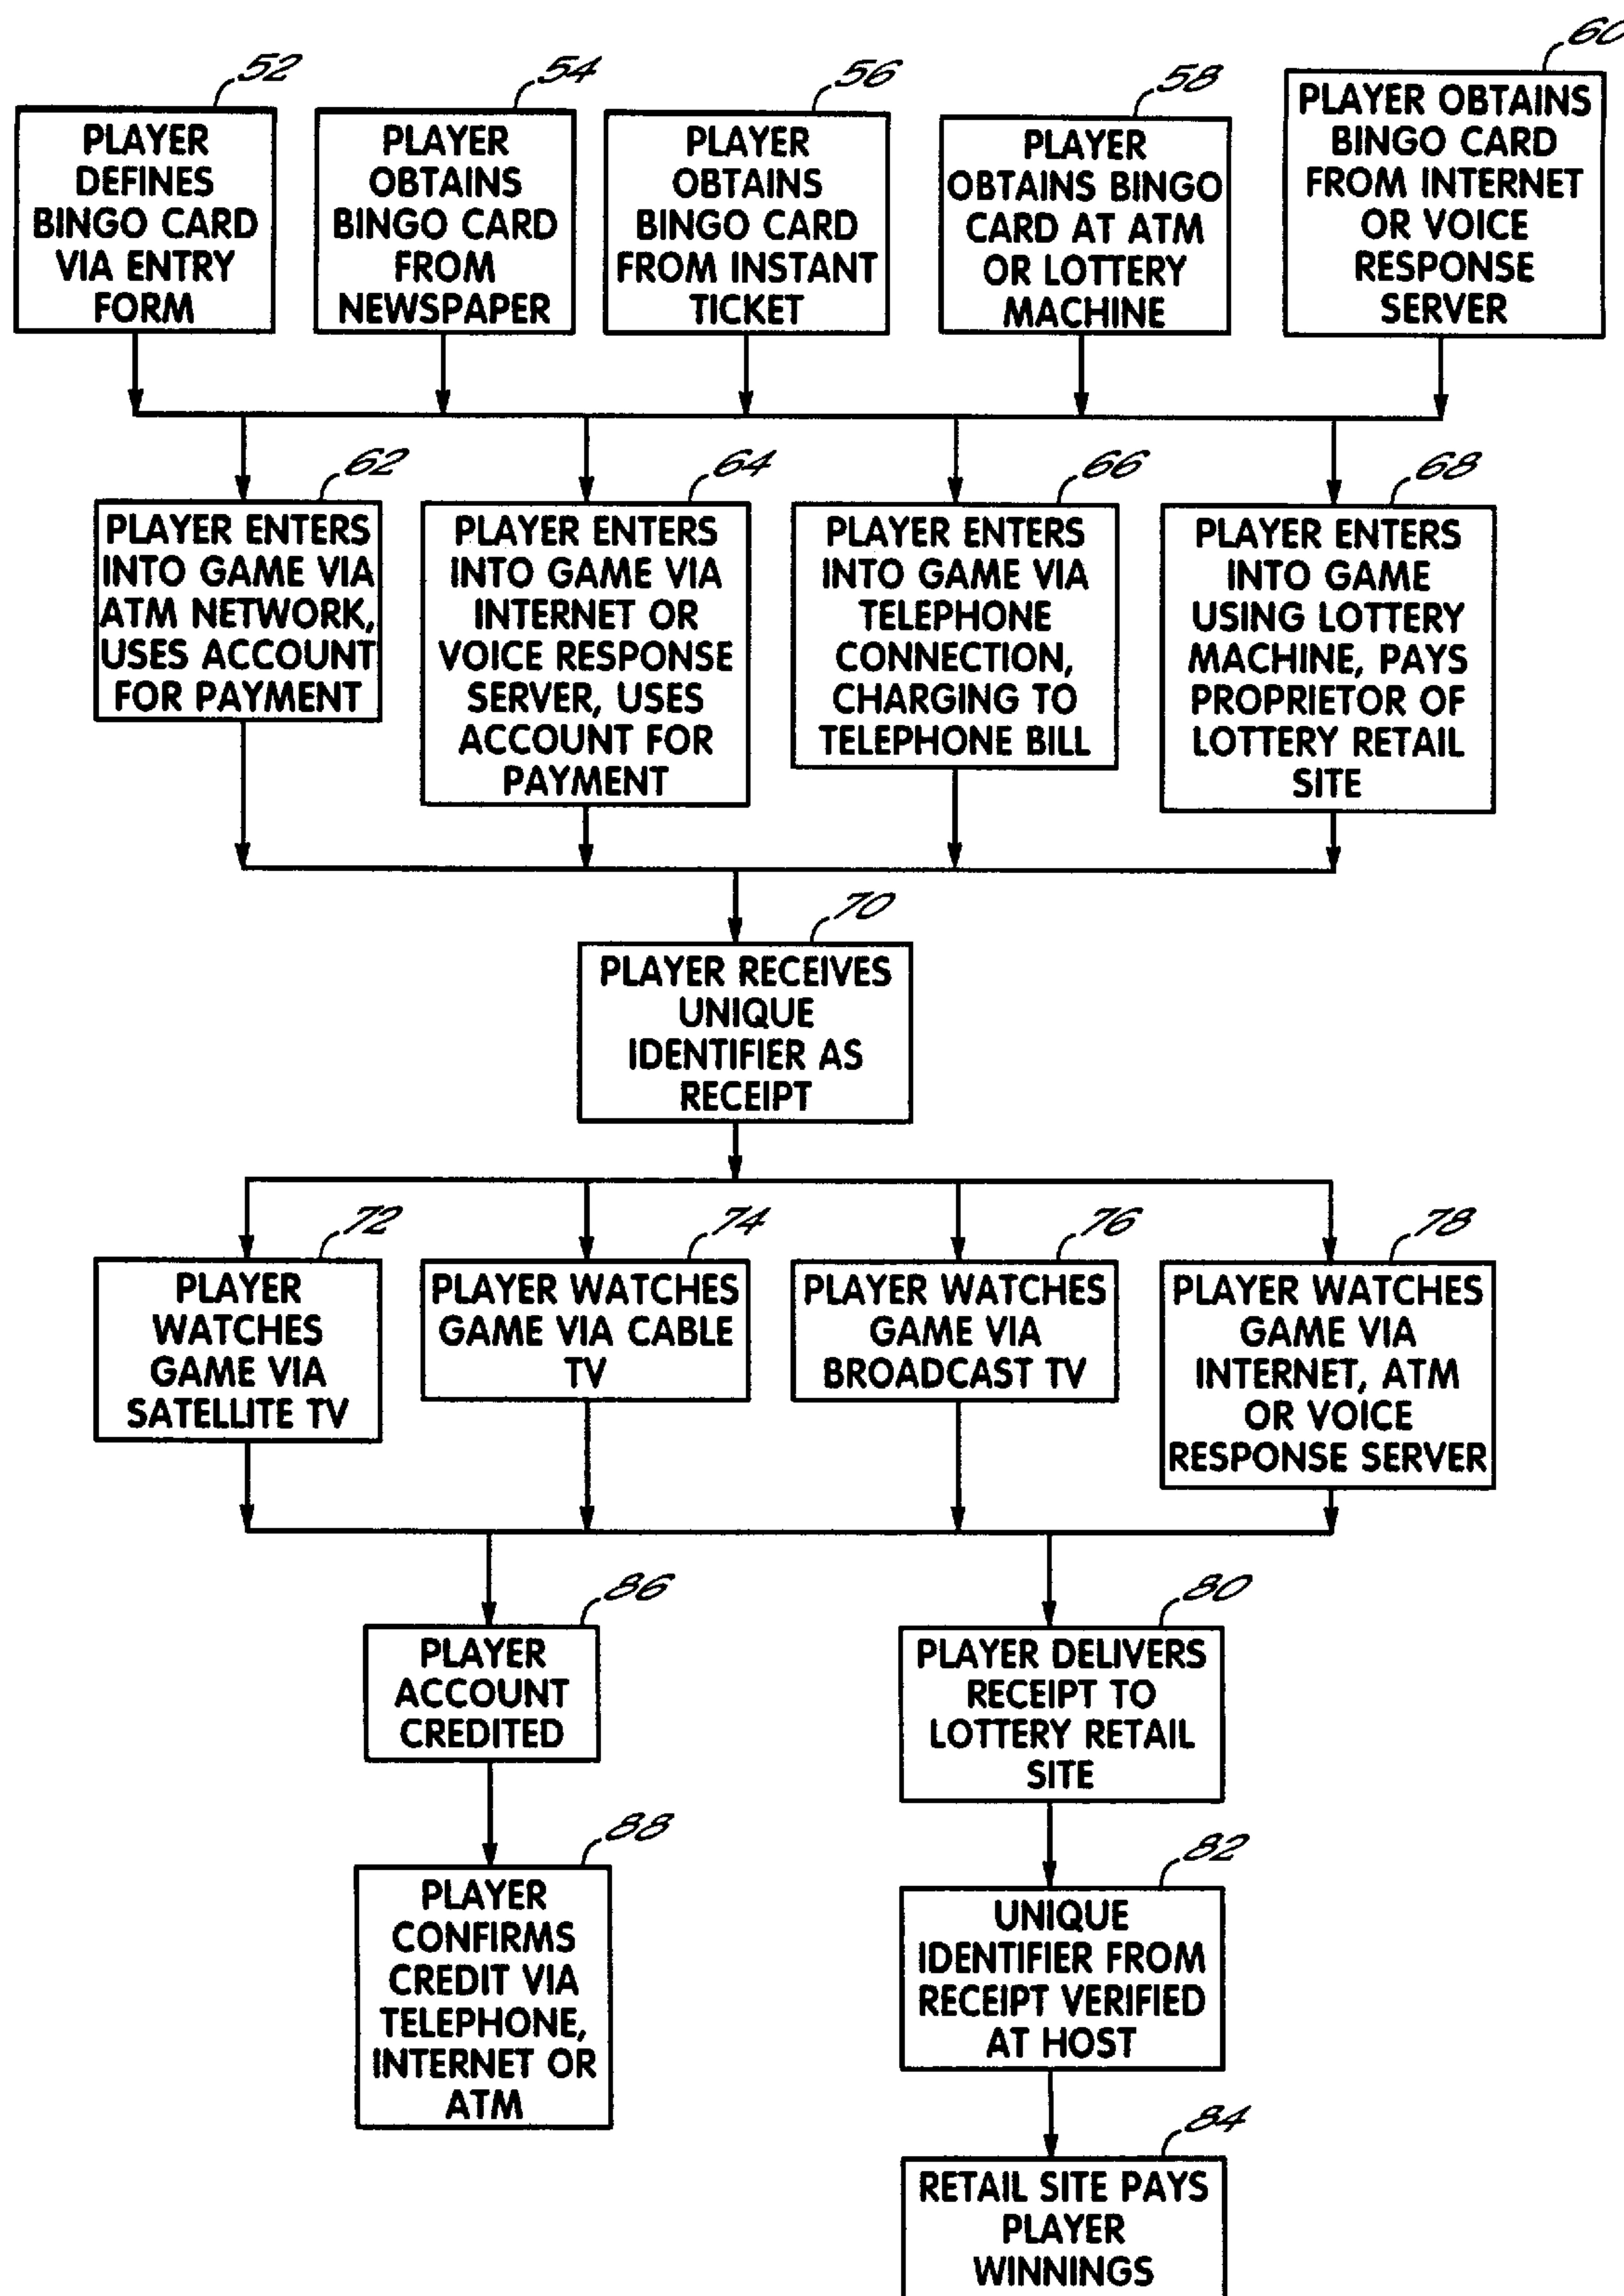 52
PLAYER
DEFINES
BINGO CARD
VIA ENTRY
FORM
54
PLAYER
OBTAINS
BINGO CARD
FROM
NEWSPAPER
56
PLAYER
OBTAINS
BINGO CARD
FROM INSTANT
TICKET
58
PLAYER
OBTAINS BINGO
CARD AT ATM
OR LOTTERY
MACHINE
60
PLAYER OBTAINS
BINGO CARD
FROM INTERNET
OR VOICE
RESPONSE
SERVER
62
PLAYER ENTERS
INTO GAME VIA
ATM NETWORK,
USES ACCOUNT
FOR PAYMENT
64
PLAYER ENTERS
INTO GAME VIA
INTERNET OR
VOICE RESPONSE
SERVER, USES
ACCOUNT FOR
PAYMENT
66
PLAYER ENTERS
INTO GAME VIA
TELEPHONE
CONNECTION,
CHARGING TO
TELEPHONE BILL
68
PLAYER ENTERS
INTO GAME
USING LOTTERY
MACHINE, PAYS
PROPRIETOR OF
LOTTERY RETAIL
SITE
70
PLAYER RECEIVES
UNIQUE
IDENTIFIER AS
RECEIPT
72
PLAYER
WATCHES
GAME VIA
SATELLITE TV
74
PLAYER WATCHES
GAME VIA CABLE
TV
76
PLAYER WATCHES
GAME VIA
BROADCAST TV
78
PLAYER WATCHES
GAME VIA
INTERNET, ATM
OR VOICE
RESPONSE SERVER
86
PLAYER
ACCOUNT
CREDITED
80
PLAYER DELIVERS
RECEIPT TO
LOTTERY RETAIL
SITE
88
PLAYER
CONFIRMS
CREDIT VIA
TELEPHONE,
INTERNET OR
ATM
82
UNIQUE
IDENTIFIER FROM
RECEIPT VERIFIED
AT HOST
84
RETAIL SITE PAYS
PLAYER
WINNINGS